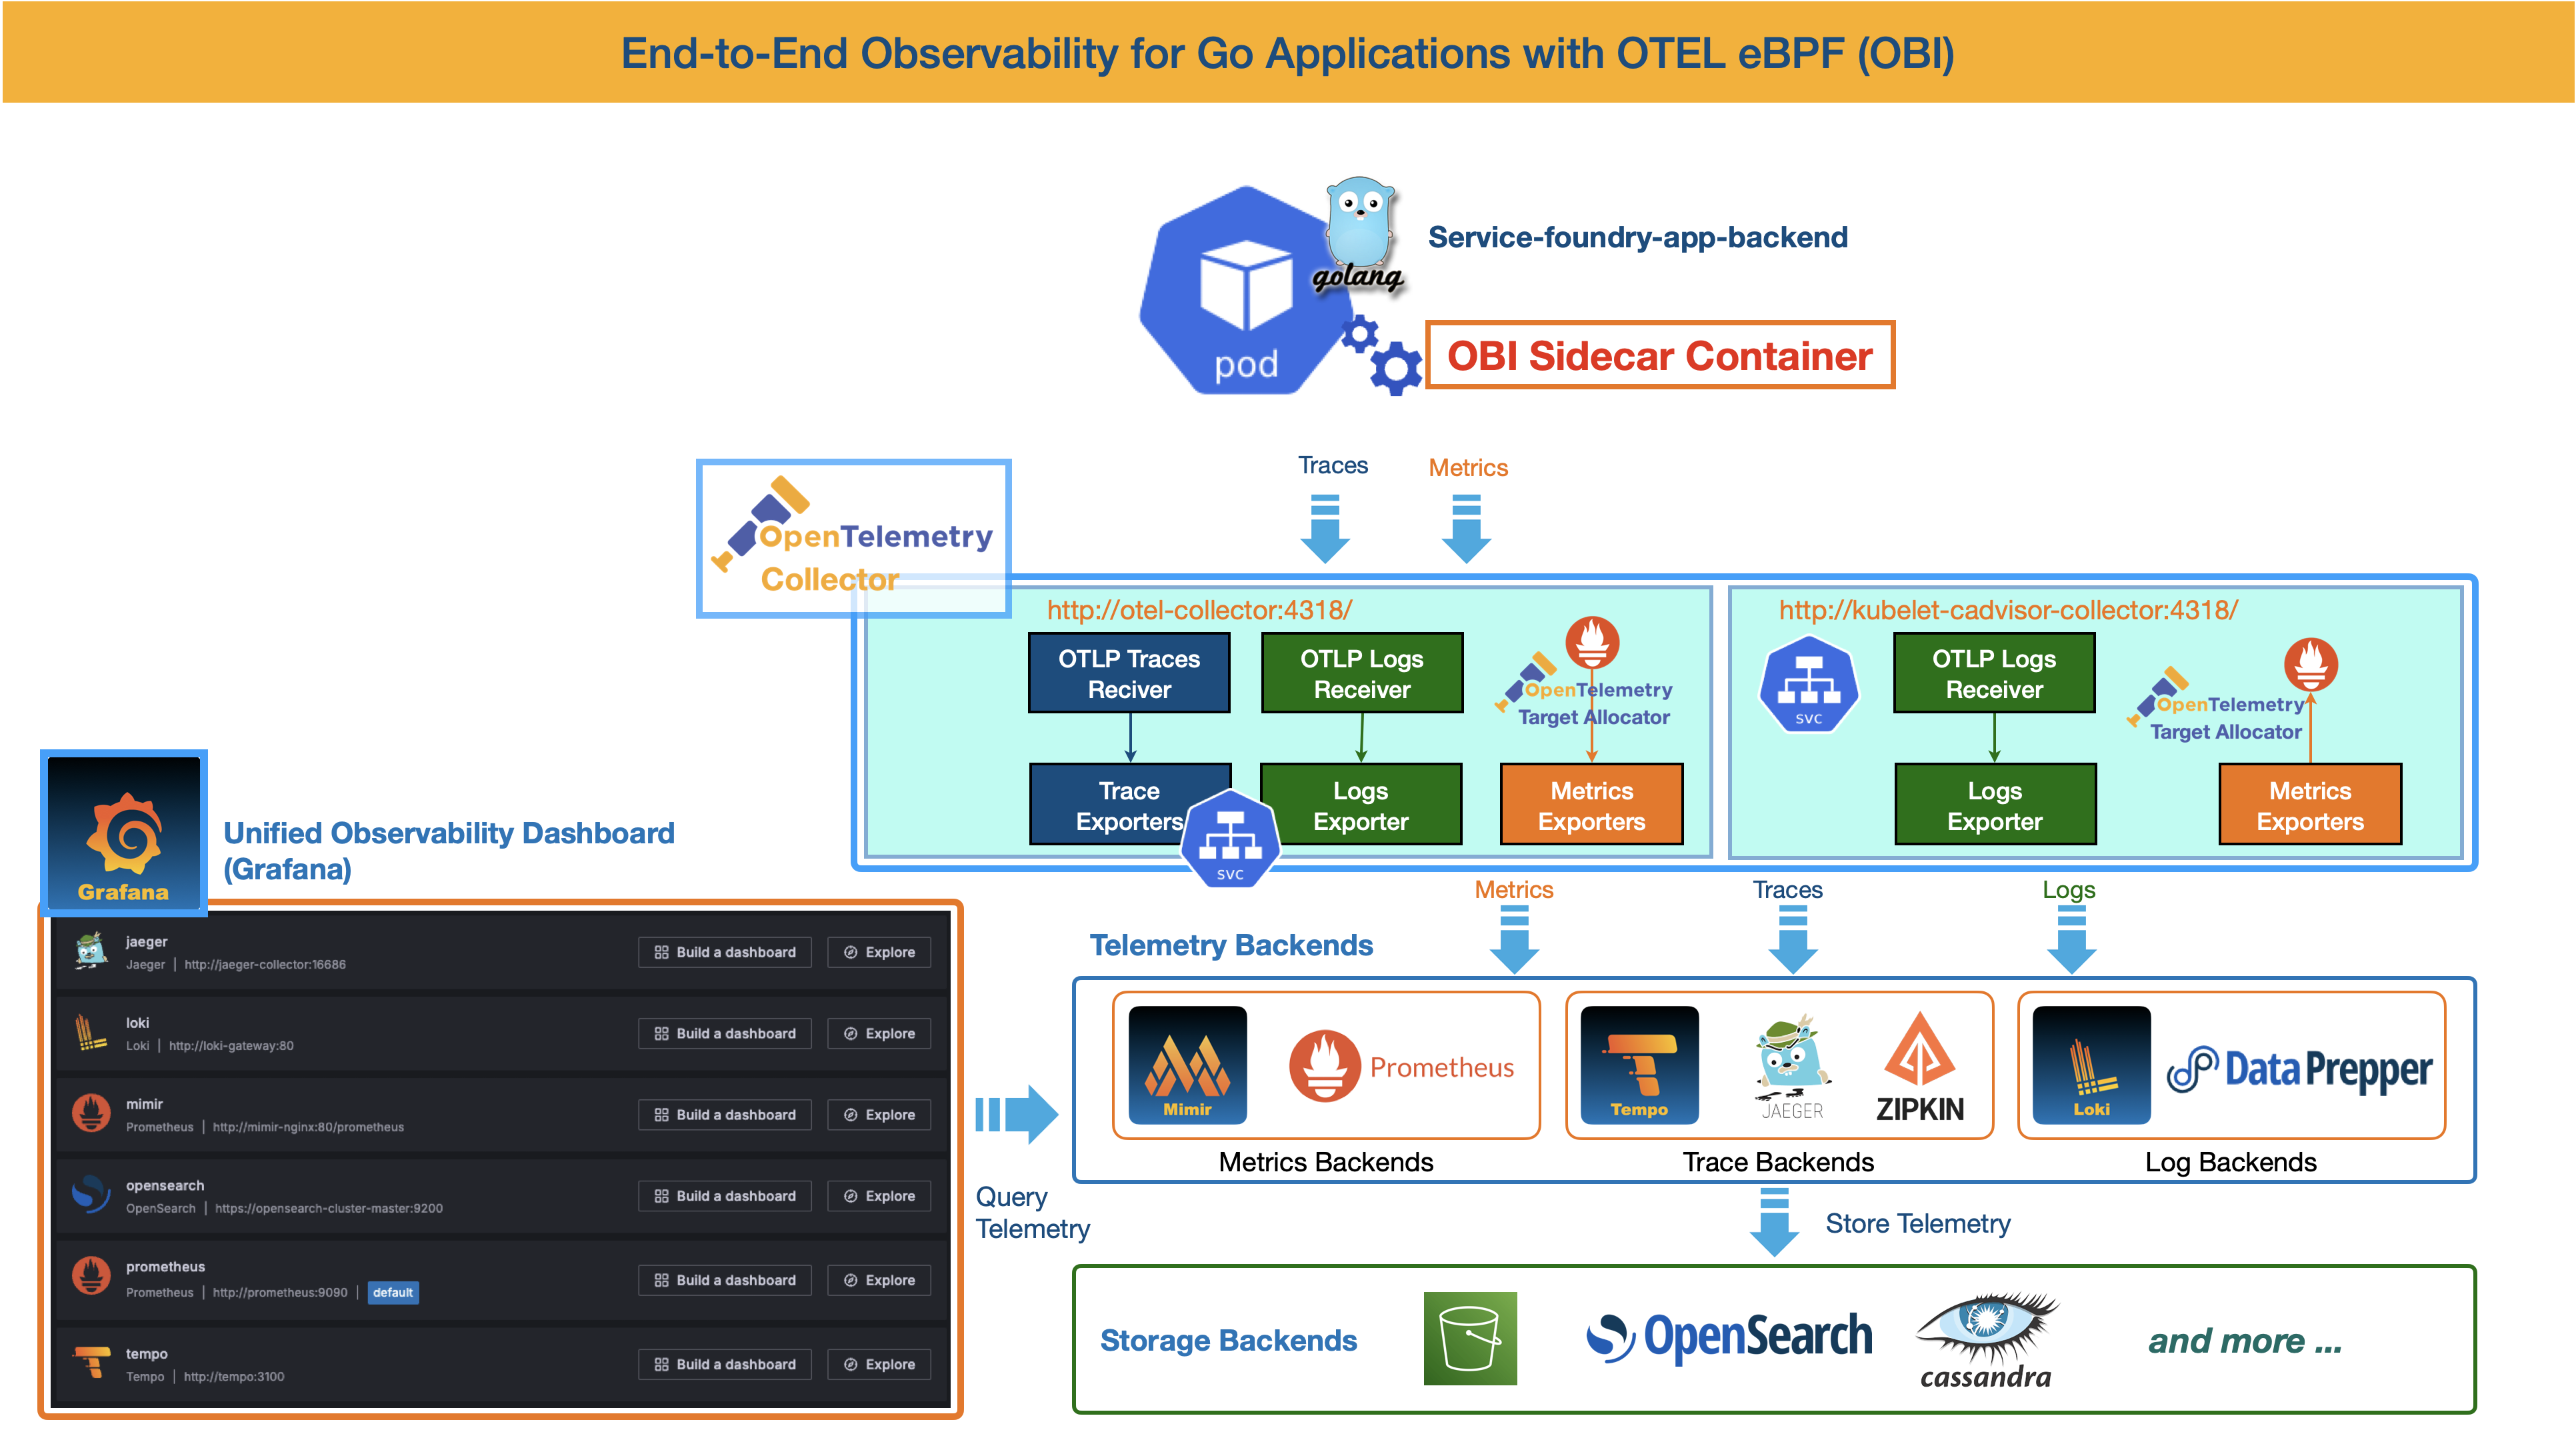 End-to-End Observability for Go Applications with OTEL eBPF (OBI)
golang
Service-foundry-app-backend
pod
OBI Sidecar Container
Traces
Metrics
OpenTelemetry
Collector
http://otel-collector:4318/
OTLP Traces
Reciver
OTLP Logs
Receiver
OpenTelemetry
Target Allocator
Trace
Exporters
Logs
Exporter
Metrics
Exporters
svc
http://kubelet-cadvisor-collector:4318/
svc
OTLP Logs
Receiver
OpenTelemetry
Target Allocator
Logs
Exporter
Metrics
Exporters
Grafana
Unified Observability Dashboard
(Grafana)
jaeger
Jaeger | http://jaeger-collector:16686
Build a dashboard
Explore
loki
Loki | http://loki-gateway:80
Build a dashboard
Explore
mimir
Prometheus | http://mimir-nginx:80/prometheus
Build a dashboard
Explore
opensearch
OpenSearch | https://opensearch-cluster-master:9200
Build a dashboard
Explore
prometheus
Prometheus | http://prometheus:9090 | default
Build a dashboard
Explore
tempo
Tempo | http://tempo:3100
Build a dashboard
Explore
Query
Telemetry
Metrics
Traces
Logs
Telemetry Backends
Mimir
Prometheus
Metrics Backends
Tempo
JAEGER
ZIPKIN
Trace Backends
Loki
Data Prepper
Log Backends
Store Telemetry
Storage Backends
OpenSearch
cassandra
and more ...